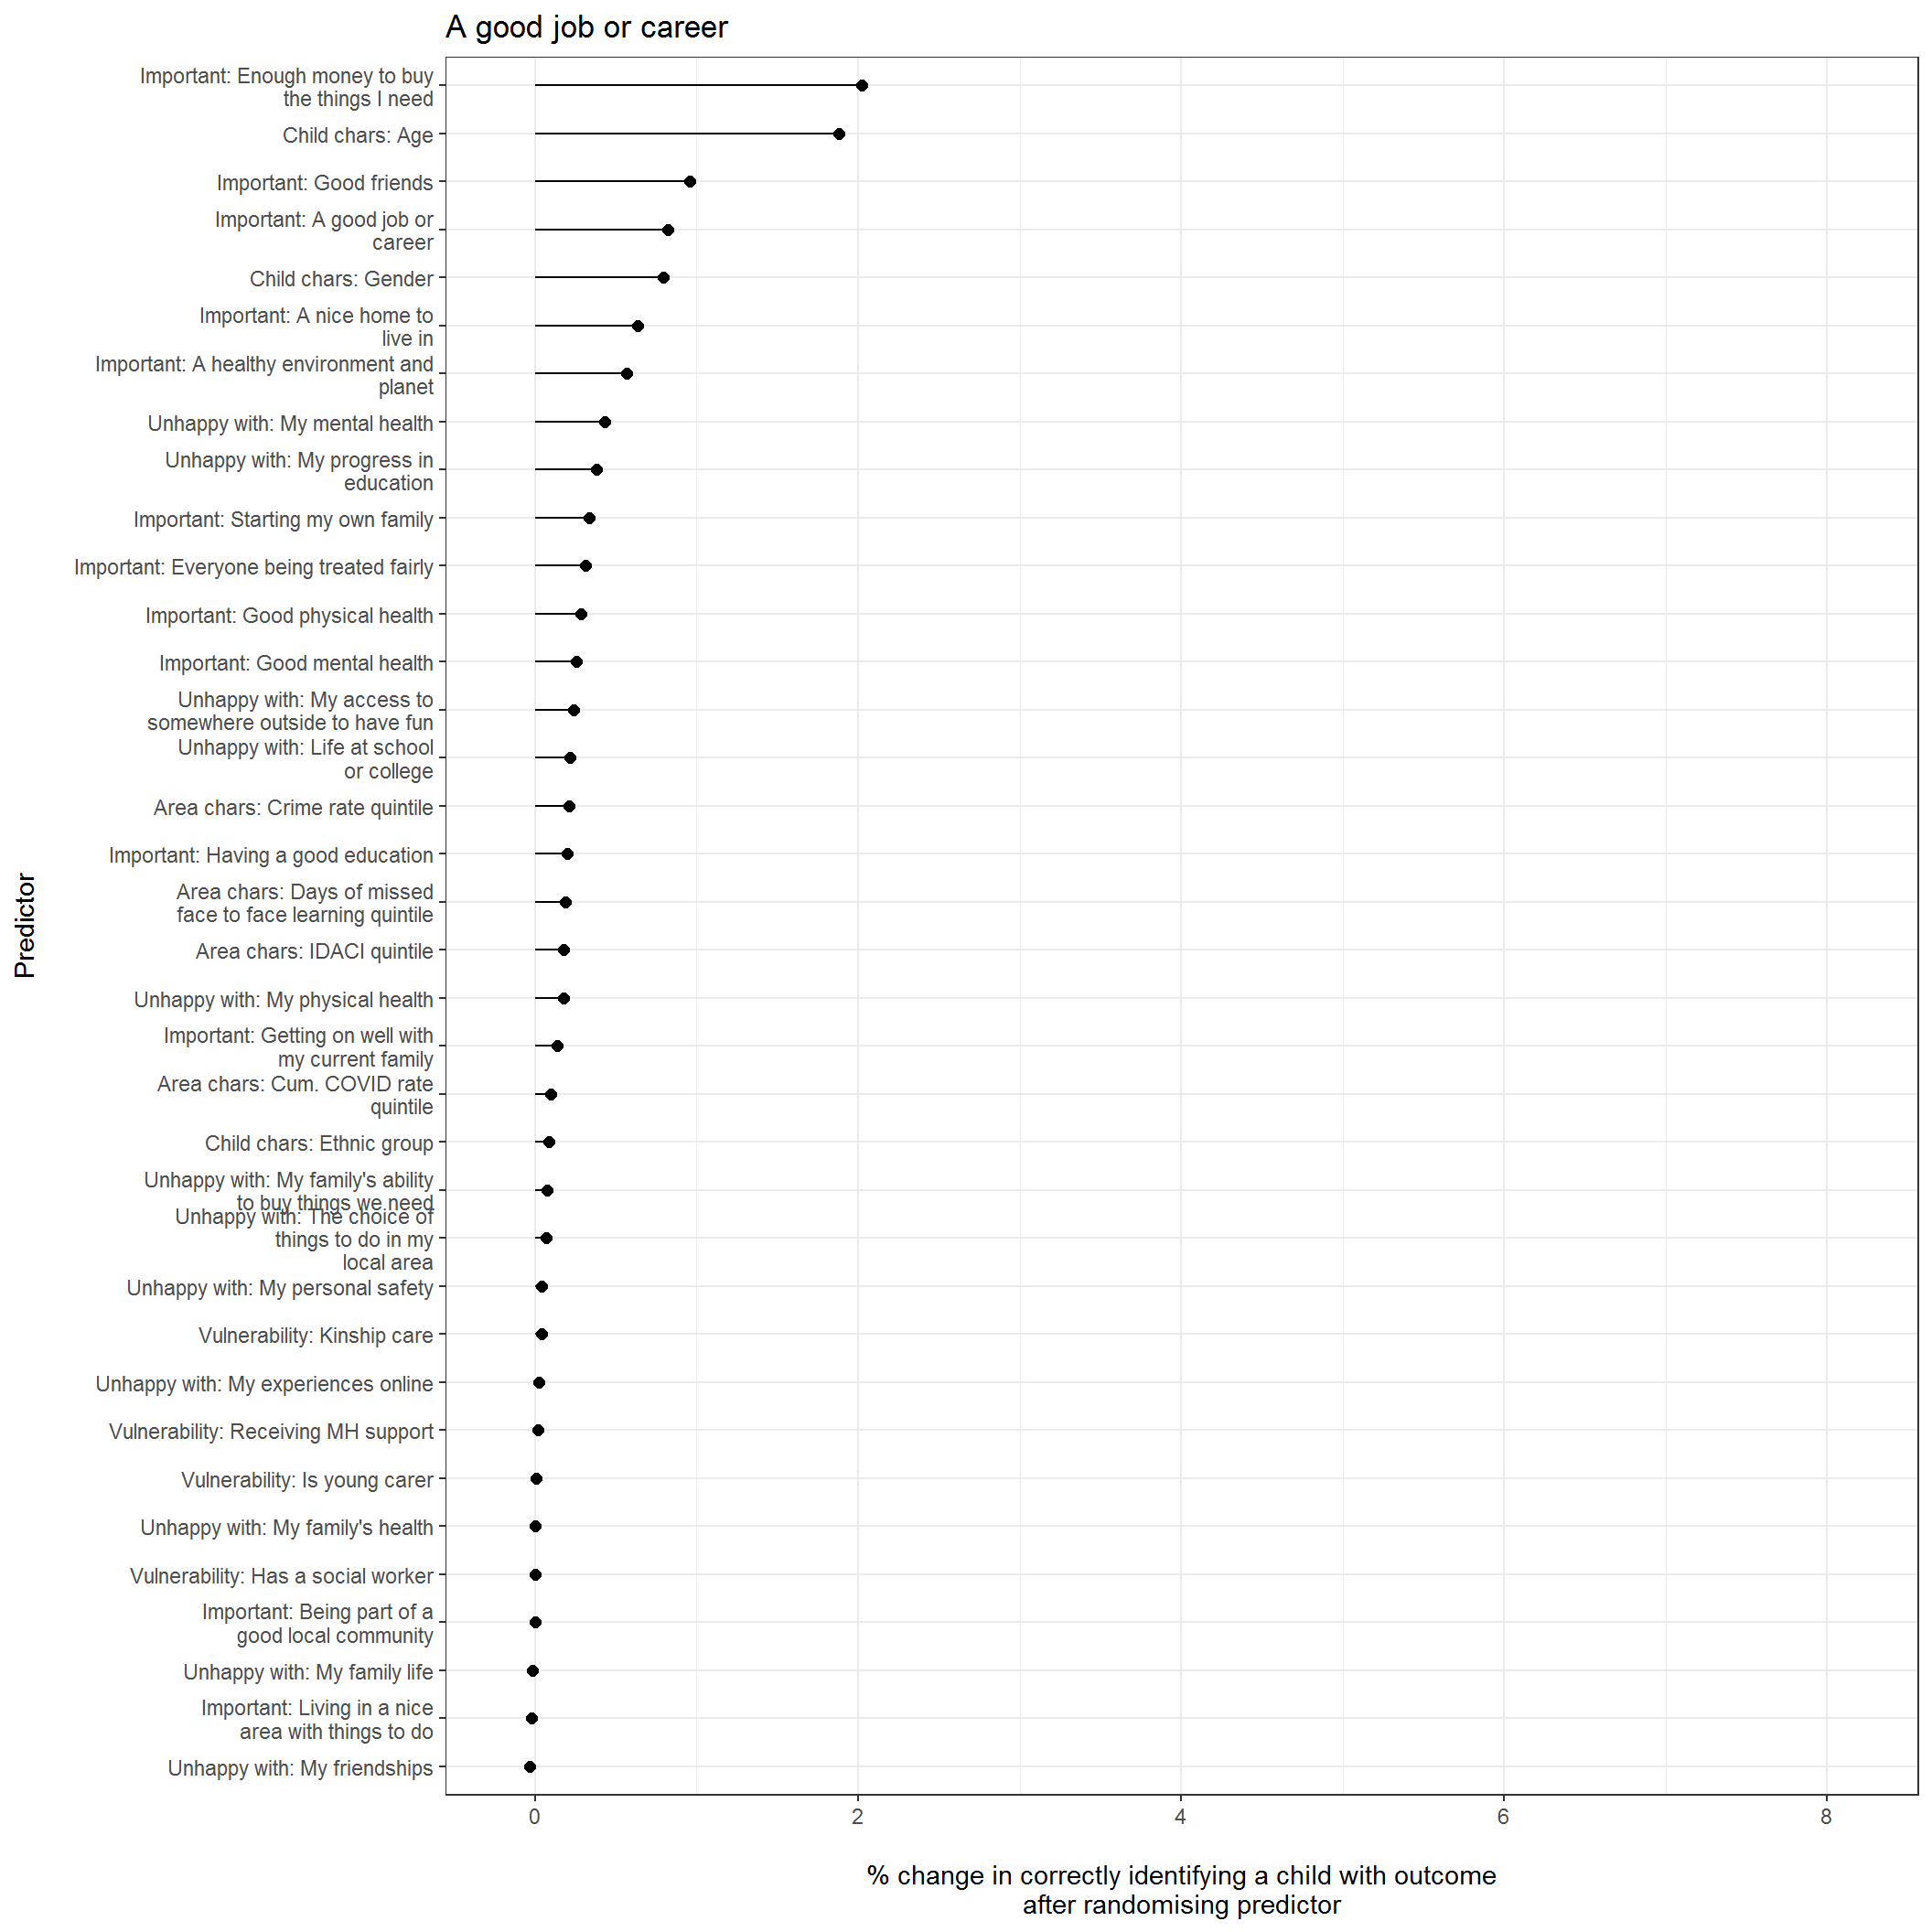 A good job or career
Important: Enough money to buy
the things I need
Child chars: Age
Important: Good friends
Important: A good job or
career
Child chars: Gender
Important: A nice home to
live in
Important: A healthy environment and
planet
Unhappy with: My mental health
Unhappy with: My progress in
education
Important: Starting my own family
Important: Everyone being treated fairly
Important: Good physical health
Important: Good mental health
Unhappy with: My access to
somewhere outside to have fun
Unhappy with: Life at school
or college
Area chars: Crime rate quintile
Important: Having a good education
Area chars: Days of missed
face to face learning quintile
Area chars: IDACI quintile
Unhappy with: My physical health
Important: Getting on well with
my current family
Area chars: Cum. COVID rate
quintile
Child chars: Ethnic group
Unhappy with: My family's ability
to buy things we need
Unhappy with: The choice of
things to do in my
local area
Unhappy with: My personal safety
Vulnerability: Kinship care
Unhappy with: My experiences online
Vulnerability: Receiving MH support
Vulnerability: Is young carer
Unhappy with: My family's health
Vulnerability: Has a social worker
Important: Being part of a
good local community
Unhappy with: My family life
Important: Living in a nice
area with things to do
Unhappy with: My friendships
Predictor
0 2 4 6 8
% change in correctly identifying a child with outcome
after randomising predictor